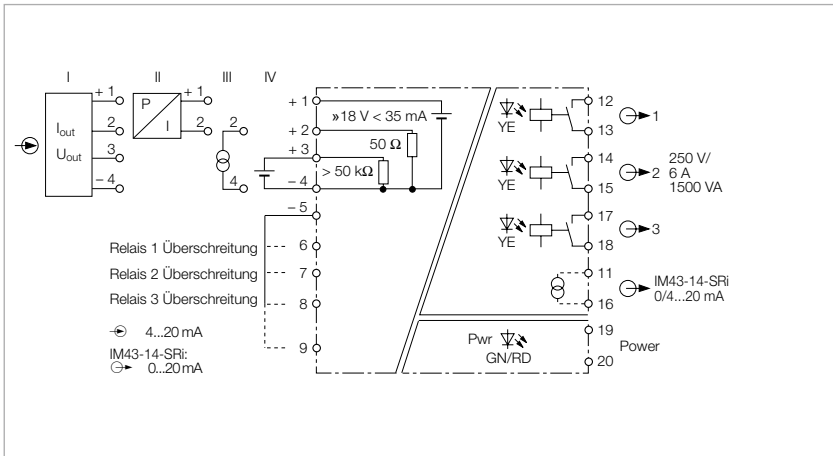 I II III IV
+ 1
2
3
– 4
I out
U out
P
I
+ 1
2
2
4
+ 1
+ 2
+ 3
– 4
– 5
6
7
8
9
»18 V < 35 mA
50 Ω
> 50 kΩ
Relais 1 Überschreitung
Relais 2 Überschreitung
Relais 3 Überschreitung
4...20 mA
IM43-14-SRi:
0...20 mA
YE
12
13
1
YE
14
15
2
250 V/
6 A
1500 VA
YE
17
18
3
11
16
IM43-14-SRi
0/4...20 mA
Pwr
GN/RD
19
20
Power